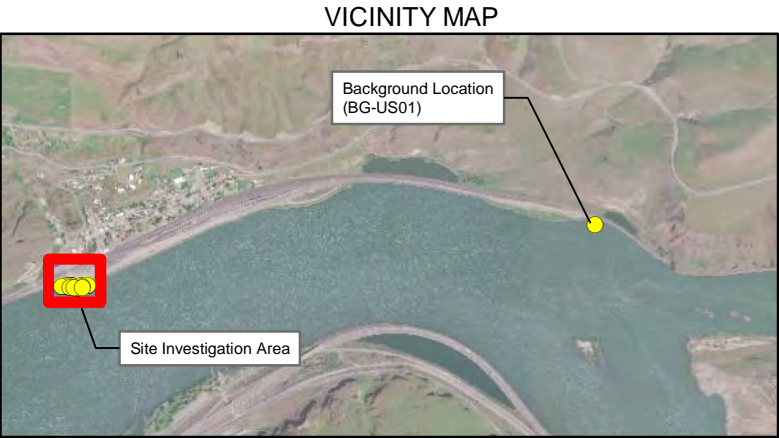 VICINITY MAP
Background Location
(BG-US01)
Site Investigation Area